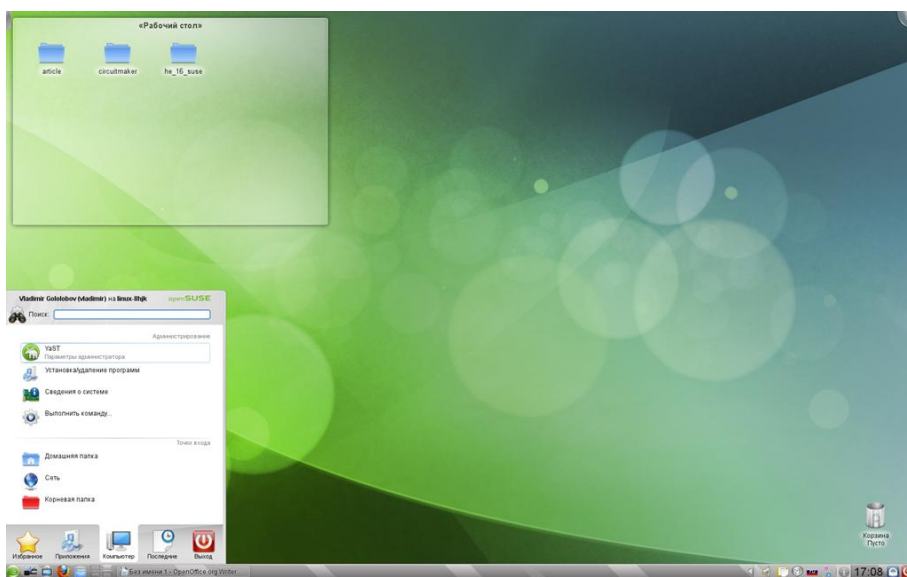 «Рабочий стол»
article circuitmaker he_16_suse
Vladimir Gololobov (vladimir) на linux-llhjk openSUSE
Поиск:
Администрирование
YaST
Параметры администратора
Установка/удаление программ
Сведения о системе
Выполнить команду...
Точки входа
Домашняя папка
Сеть
Корневая папка
Избранное Приложения Компьютер Последние Выход
Корзина
Пусто
Без имени 1 - OpenOffice.org Writer
17:08